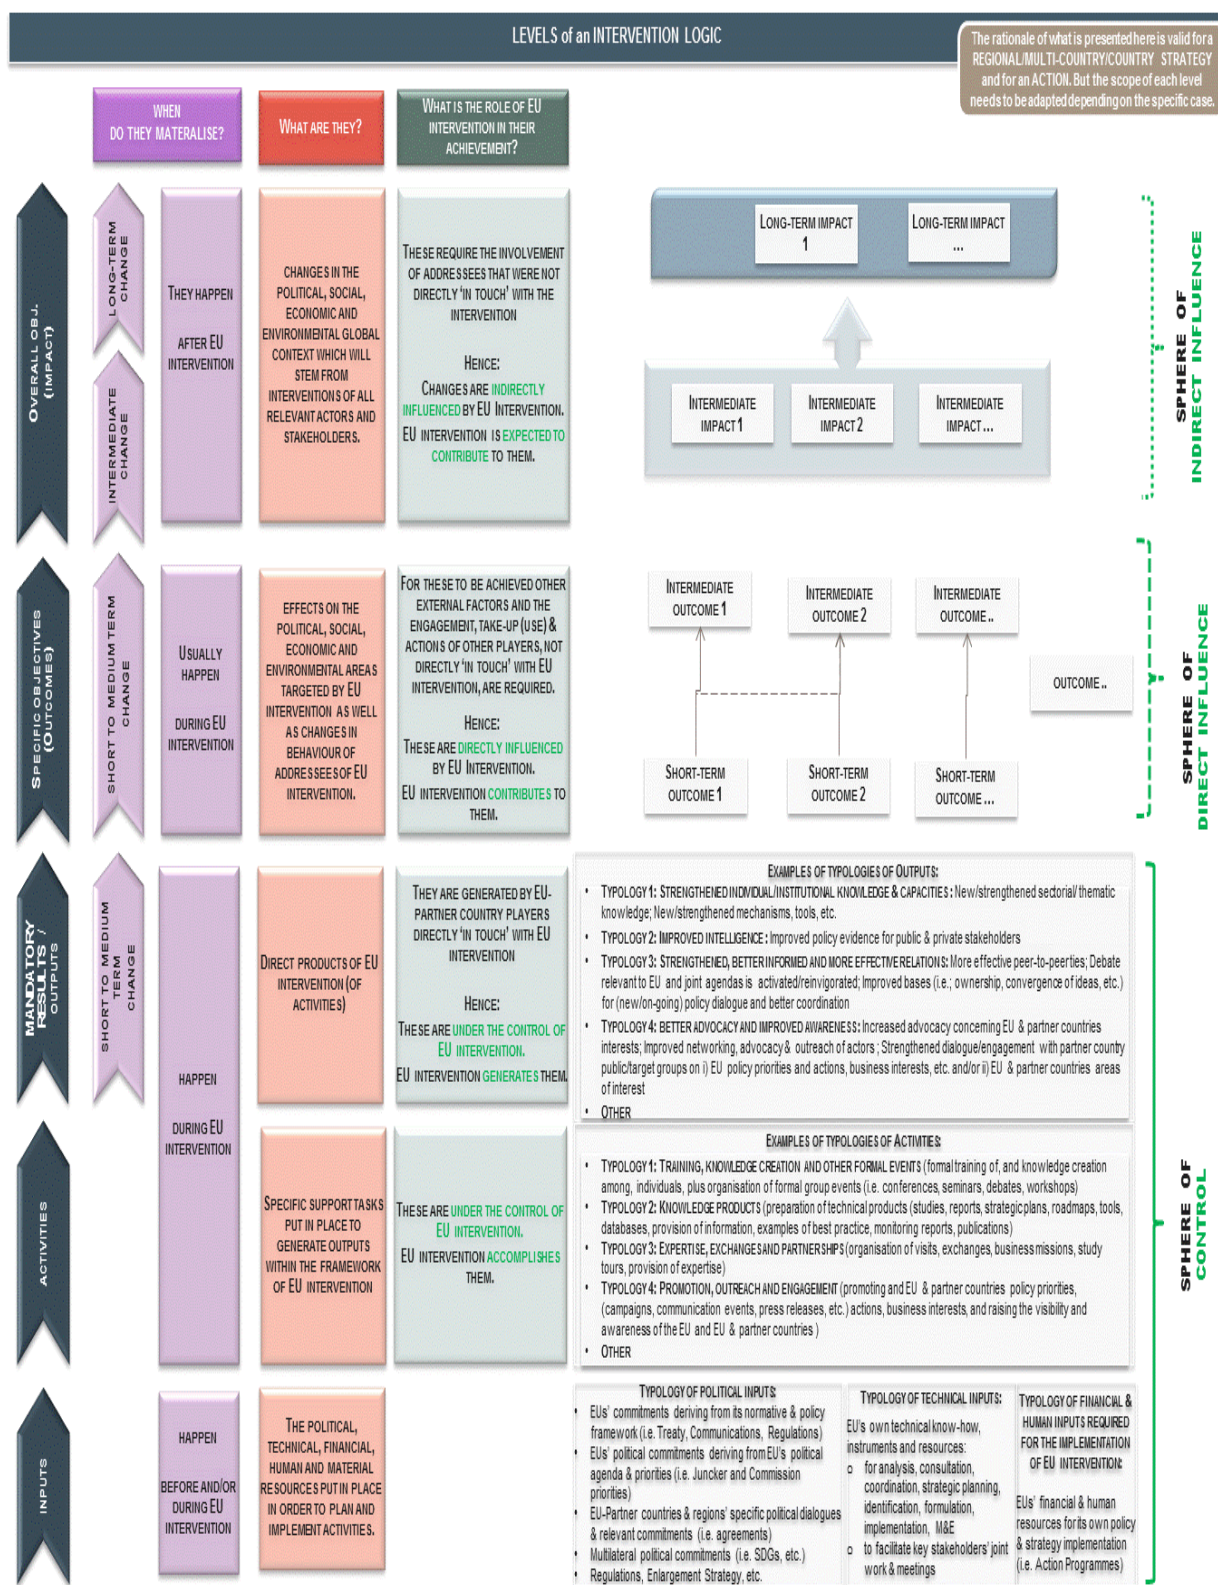 LEVELS of an INTERVENTION LOGIC
The rationale of what is presented here is valid for a
REGIONAL/MULTI-COUNTRY/COUNTRY STRATEGY
and for an ACTION. But the scope of each level
needs to be adapted depending on the specific case.
WHEN
DO THEY MATERALISE?
WHAT ARE THEY?
WHAT IS THE ROLE OF EU
INTERVENTION IN THEIR
ACHIEVEMENT?
OVERALL OBJ.
(IMPACT)
LONG-TERM
CHANGE
INTERMEDIATE
CHANGE
THEY HAPPEN
AFTER EU
INTERVENTION
CHANGES IN THE
POLITICAL, SOCIAL,
ECONOMIC AND
ENVIRONMENTAL GLOBAL
CONTEXT WHICH WILL
STEM FROM
INTERVENTIONS OF ALL
RELEVANT ACTORS AND
STAKEHOLDERS.
THESE REQUIRE THE INVOLVEMENT
OF ADDRESSEES THAT WERE NOT
DIRECTLY 'IN TOUCH' WITH THE
INTERVENTION
HENCE:
CHANGES ARE INDIRECTLY
INFLUENCED BY EU INTERVENTION.
EU INTERVENTION IS EXPECTED TO
CONTRIBUTE TO THEM.
LONG-TERM IMPACT
1
LONG-TERM IMPACT
...
INTERMEDIATE
IMPACT 1
INTERMEDIATE
IMPACT 2
INTERMEDIATE
IMPACT...
SPHERE OF
INDIRECT INFLUENCE
SPECIFIC OBJECTIVES
(OUTCOMES)
SHORT TO MEDIUM TERM
CHANGE
USUALLY
HAPPEN
DURING EU
INTERVENTION
EFFECTS ON THE
POLITICAL, SOCIAL,
ECONOMIC AND
ENVIRONMENTAL AREAS
TARGETED BY EU
INTERVENTION AS WELL
AS CHANGES IN
BEHAVIOUR OF
ADDRESSEES OF EU
INTERVENTION.
FOR THESE TO BE ACHIEVED OTHER
EXTERNAL FACTORS AND THE
ENGAGEMENT, TAKE-UP (USE) &
ACTIONS OF OTHER PLAYERS, NOT
DIRECTLY 'IN TOUCH' WITH EU
INTERVENTION, ARE REQUIRED.
HENCE:
THESE ARE DIRECTLY INFLUENCED
BY EU INTERVENTION.
EU INTERVENTION CONTRIBUTES TO
THEM.
INTERMEDIATE
OUTCOME 1
INTERMEDIATE
OUTCOME 2
INTERMEDIATE
OUTCOME..
OUTCOME..
SHORT-TERM
OUTCOME 1
SHORT-TERM
OUTCOME 2
SHORT-TERM
OUTCOME ...
SPHERE OF
DIRECT INFLUENCE
MANDATORY
RESULTS /
OUTPUTS
SHORT TO MEDIUM
TERM
CHANGE
HAPPEN
DURING EU
INTERVENTION
DIRECT PRODUCTS OF EU
INTERVENTION (OF
ACTIVITIES)
THEY ARE GENERATED BY EU-
PARTNER COUNTRY PLAYERS
DIRECTLY 'IN TOUCH' WITH EU
INTERVENTION
HENCE:
THESE ARE UNDER THE CONTROL OF
EU INTERVENTION.
EU INTERVENTION GENERATES THEM.
EXAMPLES OF TYPOLOGIES OF OUTPUTS:
• TYPOLOGY 1: STRENGTHENED INDIVIDUAL/INSTITUTIONAL KNOWLEDGE & CAPACITIES: New/strengthened sectorial/ thematic
knowledge; New/strengthened mechanisms, tools, etc.
• TYPOLOGY 2: IMPROVED INTELLIGENCE: Improved policy evidence for public & private stakeholders
• TYPOLOGY 3: STRENGTHENED, BETTER INFORMED AND MORE EFFECTIVE RELATIONS: More effective peer-to-peerties; Debate
relevant to EU and joint agendas is activated/reinvigorated; Improved bases (i.e.; ownership, convergence of ideas, etc.)
for (new/on-going) policy dialogue and better coordination
• TYPOLOGY 4: BETTER ADVOCACY AND IMPROVED AWARENESS: Increased advocacy concerning EU & partner countries
interests; Improved networking, advocacy & outreach of actors ; Strengthened dialogue/engagement with partner country
public/target groups on i) EU policy priorities and actions, business interests, etc. and/or ii) EU & partner countries areas
of interest
• OTHER
ACTIVITIES
SPECIFIC SUPPORT TASKS
PUT IN PLACE TO
GENERATE OUTPUTS
WITHIN THE FRAMEWORK
OF EU INTERVENTION
THESE ARE UNDER THE CONTROL OF
EU INTERVENTION.
EU INTERVENTION ACCOMPLISHES
THEM.
EXAMPLES OF TYPOLOGIES OF ACTIVITIES:
• TYPOLOGY 1: TRAINING, KNOWLEDGE CREATION AND OTHER FORMAL EVENTS (formal training of, and knowledge creation
among, individuals, plus organisation of formal group events (i.e. conferences, seminars, debates, workshops)
• TYPOLOGY 2: KNOWLEDGE PRODUCTS (preparation of technical products (studies, reports, strategic plans, roadmaps, tools,
databases, provision of information, examples of best practice, monitoring reports, publications)
• TYPOLOGY 3: EXPERTISE, EXCHANGES AND PARTNERSHIPS (organisation of visits, exchanges, business missions, study
tours, provision of expertise)
• TYPOLOGY 4: PROMOTION, OUTREACH AND ENGAGEMENT (promoting and EU & partner countries policy priorities,
(campaigns, communication events, press releases, etc.) actions, business interests, and raising the visibility and
awareness of the EU and EU & partner countries )
• OTHER
SPHERE OF
CONTROL
INPUTS
HAPPEN
BEFORE AND/OR
DURING EU
INTERVENTION
THE POLITICAL,
TECHNICAL, FINANCIAL,
HUMAN AND MATERIAL
RESOURCES PUT IN PLACE
IN ORDER TO PLAN AND
IMPLEMENT ACTIVITIES.
TYPOLOGY OF POLITICAL INPUTS:
• EUs' commitments deriving from its normative & policy
framework (i.e. Treaty, Communications, Regulations)
• EUs' political commitments deriving from EU's political
agenda & priorities (i.e. Juncker and Commission
priorities)
• EU-Partner countries & regions' specific political dialogues
& relevant commitments (i.e. agreements)
• Multilateral political commitments (i.e. SDGs, etc.)
• Regulations, Enlargement Strategy, etc.
TYPOLOGY OF TECHNICAL INPUTS:
EU's own technical know-how,
instruments and resources:
o for analysis, consultation,
coordination, strategic planning,
identification, formulation,
implementation, M&E
o to facilitate key stakeholders' joint
work & meetings
TYPOLOGY OF FINANCIAL &
HUMAN INPUTS REQUIRED
FOR THE IMPLEMENTATION
OF EU INTERVENTION:
EUs' financial & human
resources for its own policy
& strategy implementation
(i.e. Action Programmes)